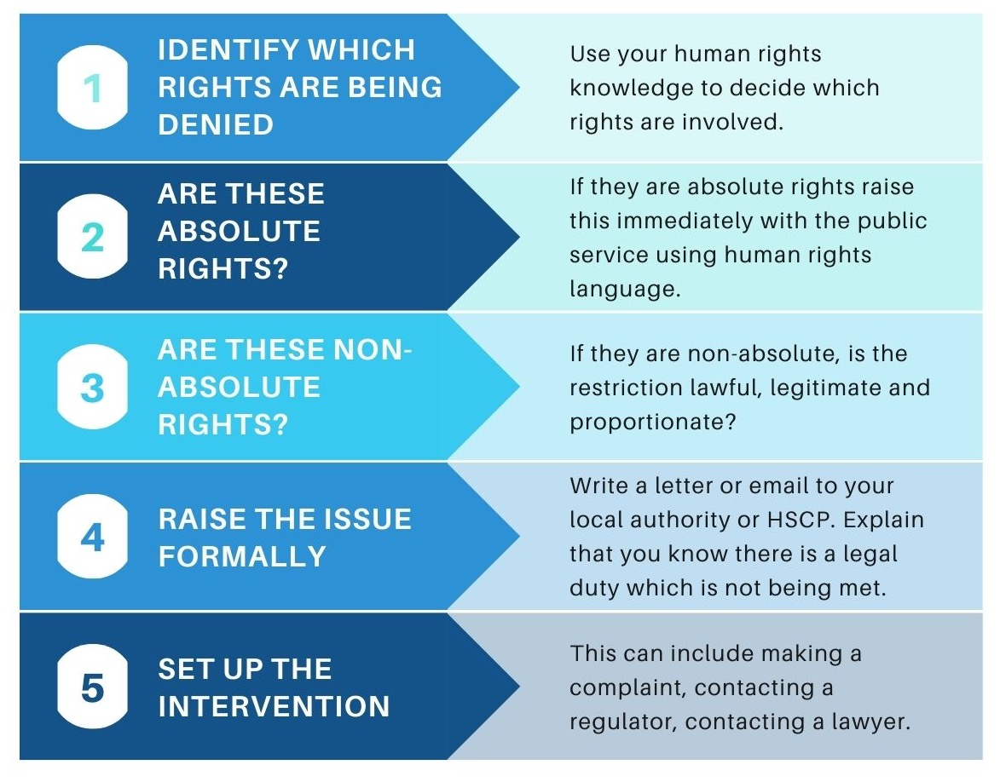 1
IDENTIFY WHICH
RIGHTS ARE BEING
DENIED
Use your human rights
knowledge to decide which
rights are involved.
2
ARE THESE
ABSOLUTE
RIGHTS?
If they are absolute rights raise
this immediately with the public
service using human rights
language.
3
ARE THESE NON-
ABSOLUTE
RIGHTS?
If they are non-absolute, is the
restriction lawful, legitimate and
proportionate?
4
RAISE THE ISSUE
FORMALLY
Write a letter or email to your
local authority or HSCP. Explain
that you know there is a legal
duty which is not being met.
5
SET UP THE
INTERVENTION
This can include making a
complaint, contacting a
regulator, contacting a lawyer.